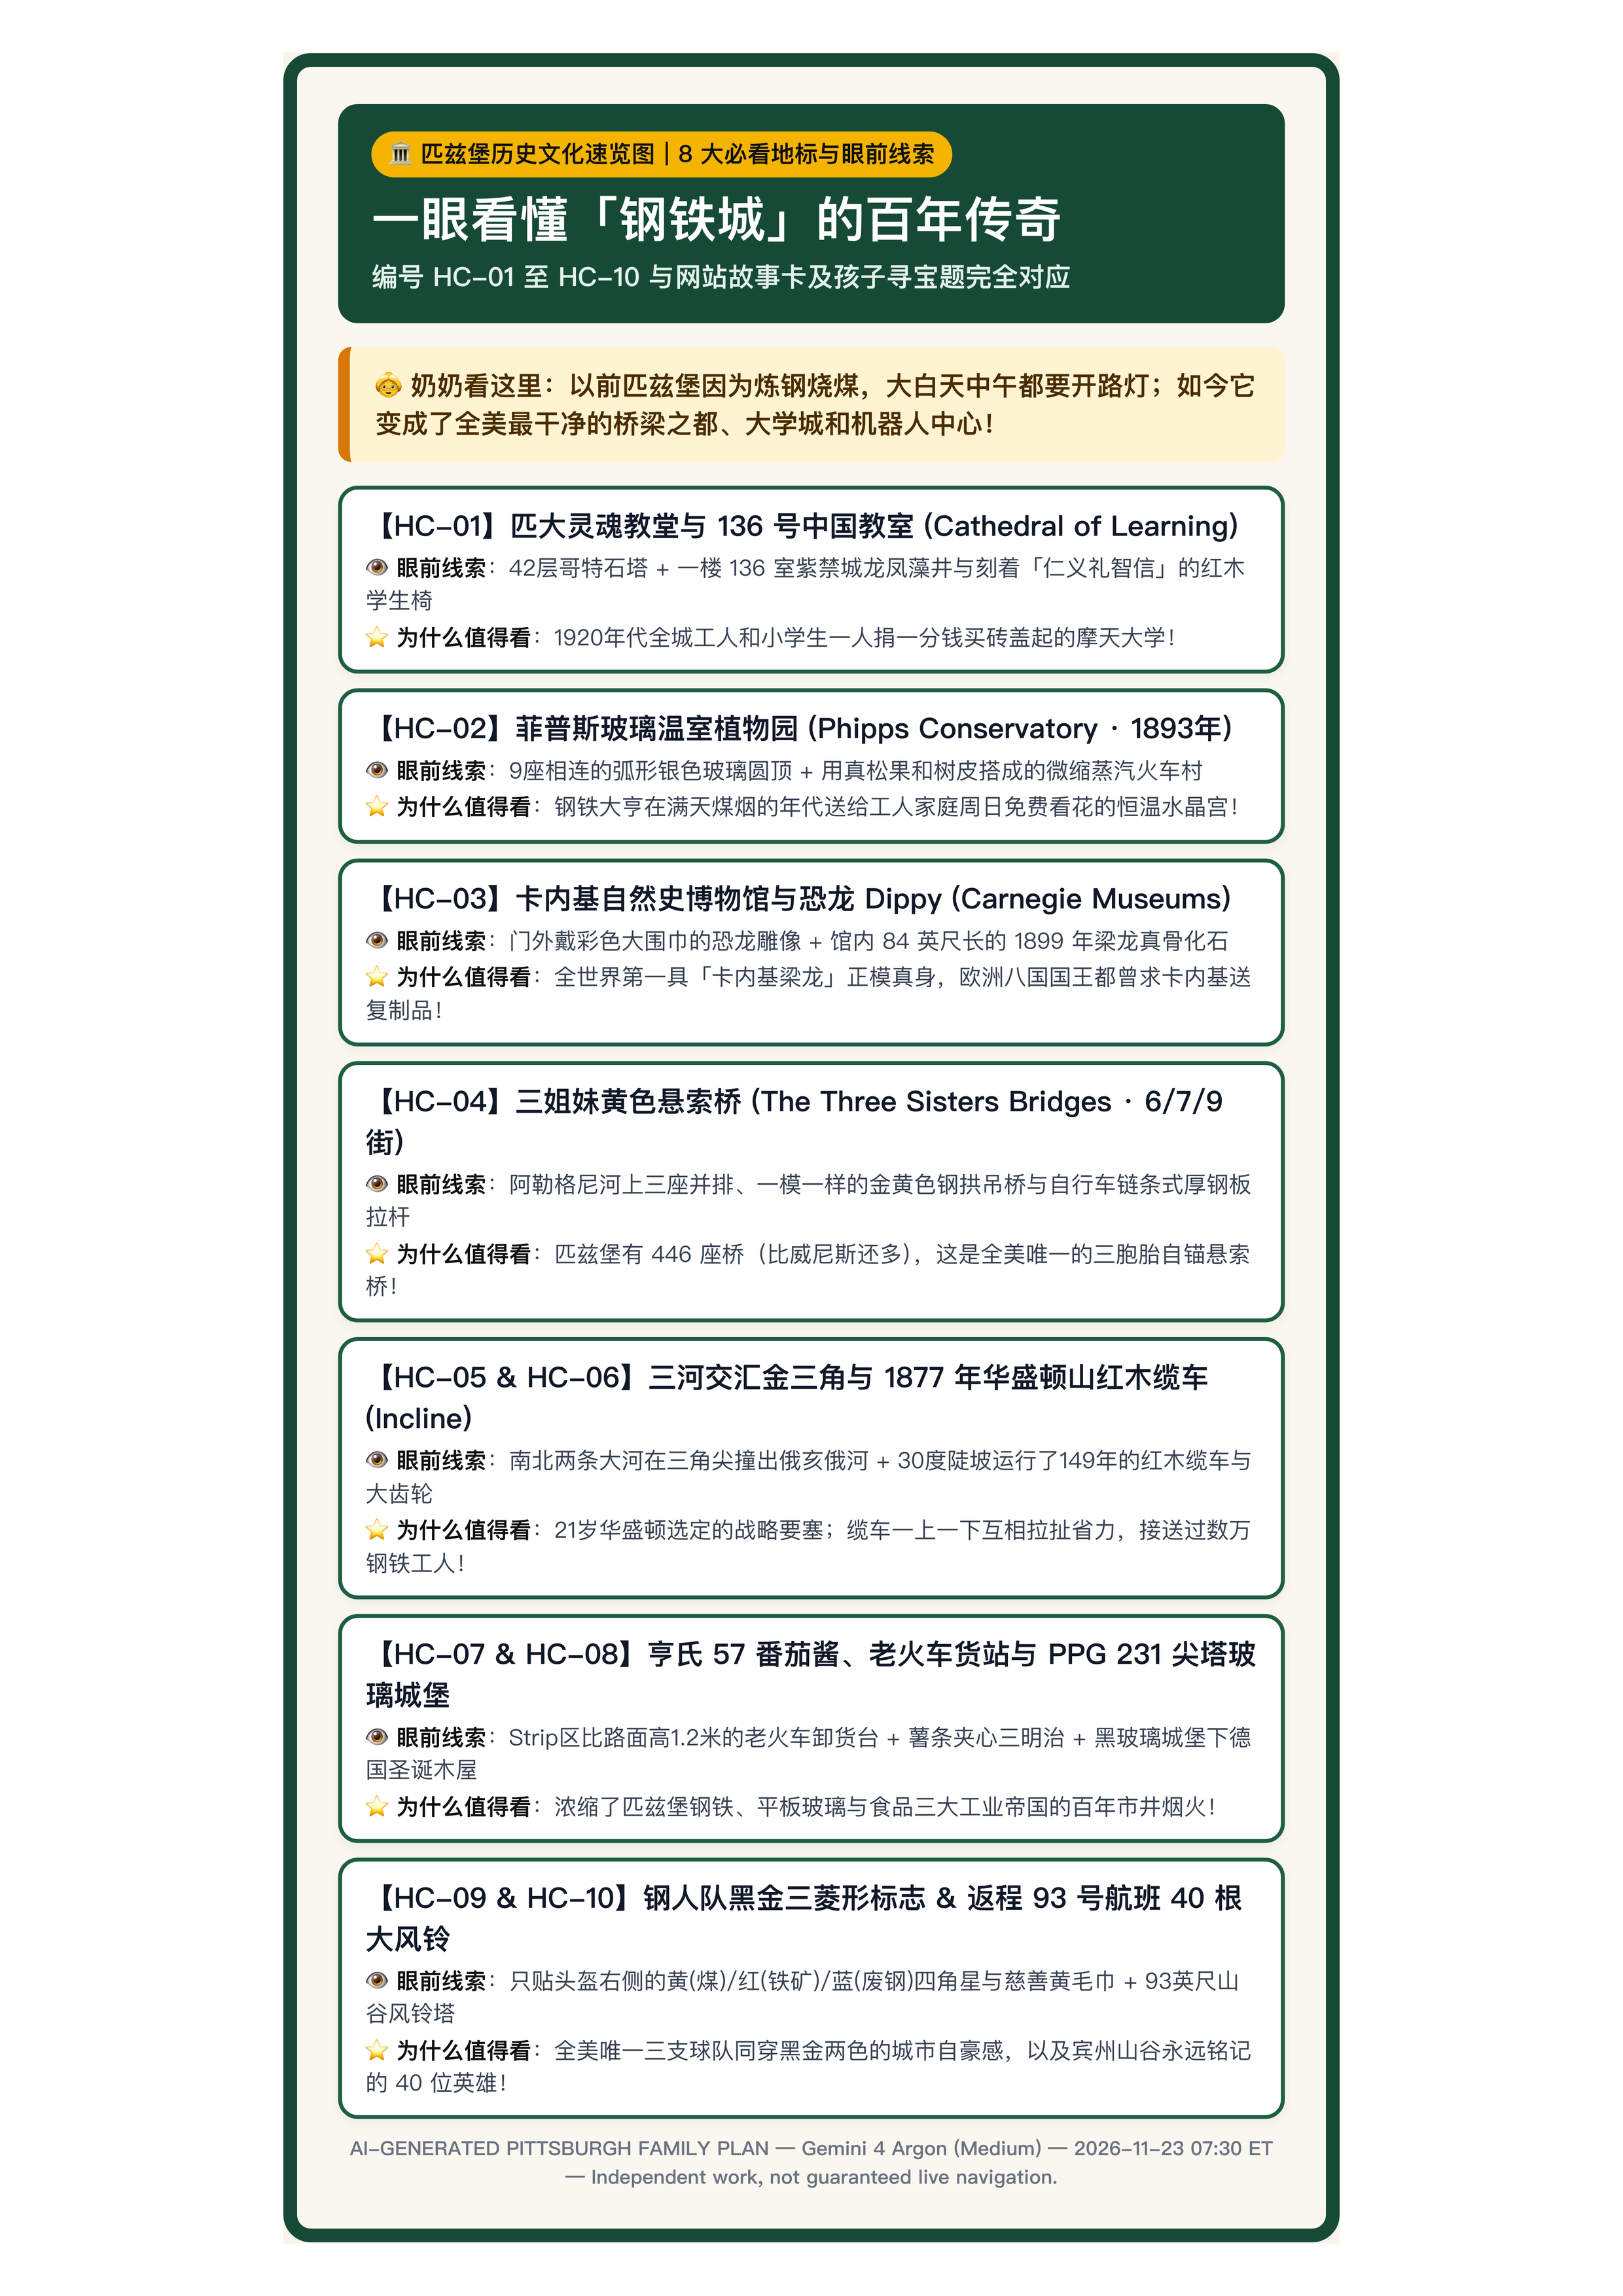 🏛️ 匹兹堡历史文化速览图 | 8 大必看地标与眼前线索
一眼看懂「钢铁城」的百年传奇
编号 HC-01 至 HC-10 与网站故事卡及孩子寻宝题完全对应
👵 奶奶看这里：以前匹兹堡因为炼钢烧煤，大白天中午都要开路灯；如今它
变成了全美最干净的桥梁之都、大学城和机器人中心！
【HC-01】匹大灵魂教堂与 136 号中国教室 (Cathedral of Learning)
👁️ 眼前线索：42层哥特石塔 + 一楼 136 室紫禁城龙凤藻井与刻着「仁义礼智信」的红木
学生椅
⭐ 为什么值得看：1920年代全城工人和小学生一人捐一分钱买砖盖起的摩天大学！
【HC-02】菲普斯玻璃温室植物园 (Phipps Conservatory · 1893年)
👁️ 眼前线索：9座相连的弧形银色玻璃圆顶 + 用真松果和树皮搭成的微缩蒸汽火车村
⭐ 为什么值得看：钢铁大亨在满天煤烟的年代送给工人家庭周日免费看花的恒温水晶宫！
【HC-03】卡内基自然史博物馆与恐龙 Dippy (Carnegie Museums)
👁️ 眼前线索：门外戴彩色大围巾的恐龙雕像 + 馆内 84 英尺长的 1899 年梁龙真骨化石
⭐ 为什么值得看：全世界第一具「卡内基梁龙」正模真身，欧洲八国国王都曾求卡内基送
复制品！
【HC-04】三姐妹黄色悬索桥 (The Three Sisters Bridges · 6/7/9
街)
👁️ 眼前线索：阿勒格尼河上三座并排、一模一样的金黄色钢拱吊桥与自行车链条式厚钢板
拉杆
⭐ 为什么值得看：匹兹堡有 446 座桥（比威尼斯还多），这是全美唯一的三胞胎自锚悬索
桥！
【HC-05 & HC-06】三河交汇金三角与 1877 年华盛顿山红木缆车
(Incline)
👁️ 眼前线索：南北两条大河在三角尖撞出俄亥俄河 + 30度陡坡运行了149年的红木缆车与
大齿轮
⭐ 为什么值得看：21岁华盛顿选定的战略要塞；缆车一上一下互相拉扯省力，接送过数万
钢铁工人！
【HC-07 & HC-08】亨氏 57 番茄酱、老火车货站与 PPG 231 尖塔玻
璃城堡
👁️ 眼前线索：Strip区比路面高1.2米的老火车卸货台 + 薯条夹心三明治 + 黑玻璃城堡下德
国圣诞木屋
⭐ 为什么值得看：浓缩了匹兹堡钢铁、平板玻璃与食品三大工业帝国的百年市井烟火！
【HC-09 & HC-10】钢人队黑金三菱形标志 & 返程 93 号航班 40 根
大风铃
👁️ 眼前线索：只贴头盔右侧的黄(煤)/红(铁矿)/蓝(废钢)四角星与慈善黄毛巾 + 93英尺山
谷风铃塔
⭐ 为什么值得看：全美唯一三支球队同穿黑金两色的城市自豪感，以及宾州山谷永远铭记
的 40 位英雄！
AI-GENERATED PITTSBURGH FAMILY PLAN — Gemini 4 Argon (Medium) — 2026-11-23 07:30 ET
— Independent work, not guaranteed live navigation.